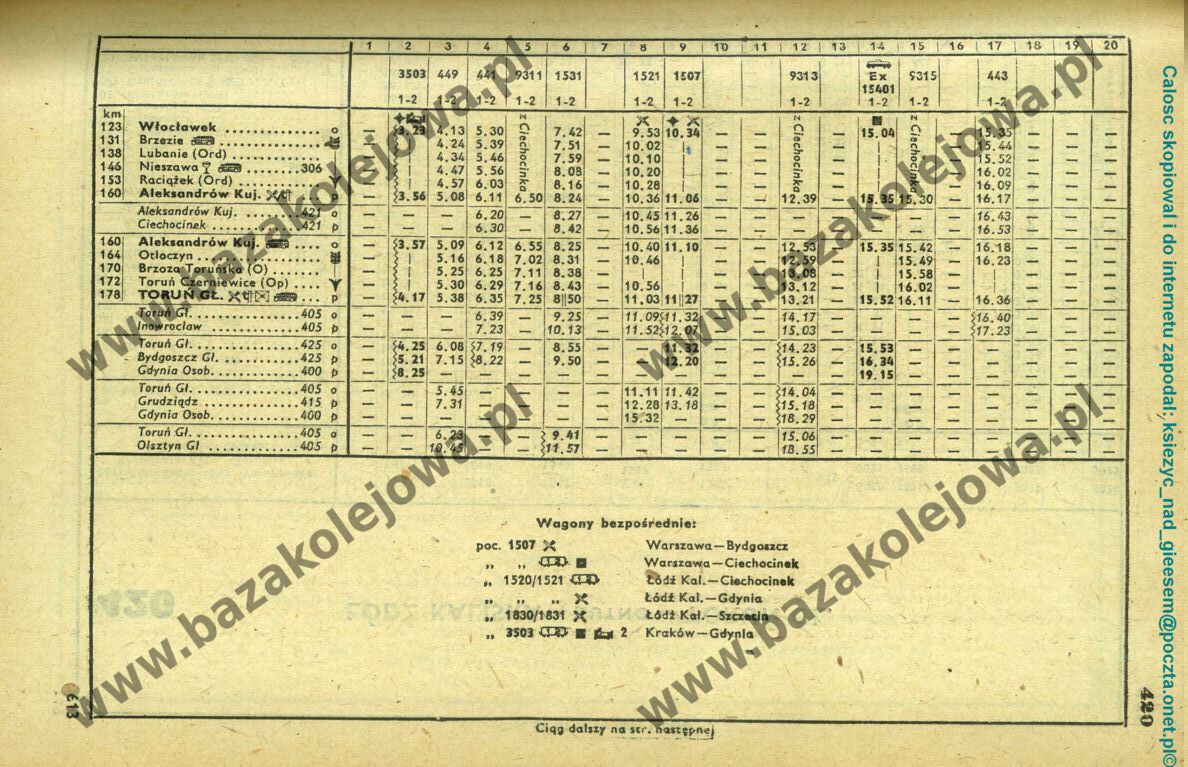 1 2 3 4 5 6 7 8 9 10 11 12 13 14 15 16 17 18 19 20
3503 449 441 9311 1531 1521 1507 9313 Ex 15401 9315 443
1-2 1-2 1-2 1-2 1-2 1-2 1-2 1-2 1-2 1-2 1-2
km
z Ciechocinka z Ciechocinka z Ciechocinka
123 Włocławek o — 3.23 4.13 5.30 7.42 — 9.53 10.34 — — — 15.04 — 15.35 — — —
131 Brzezie — 4.24 5.39 7.51 — 10.02 — — — — 15.44 — — —
138 Lubanie (Ord) — 4.34 5.46 7.59 — 10.10 — — — — 15.52 — — —
146 Nieszawa 306 — 4.47 5.56 8.08 — 10.20 — — — — 16.02 — — —
153 Raciążek (Ord) — 4.57 6.03 8.16 — 10.28 — — — — 16.09 — — —
160 Aleksandrów Kuj. p — 3.56 5.08 6.11 6.50 8.24 — 10.36 11.06 — — 12.39 — 15.35 15.30 — 16.17 — — —
Aleksandrów Kuj. 421 o — — — 6.20 — 8.27 — 10.45 11.26 — — — — — — — 16.43 — — —
Ciechocinek 421 p — — — 6.30 — 8.42 — 10.56 11.36 — — — — — — — 16.53 — — —
160 Aleksandrów Kuj. o — 3.57 5.09 6.12 6.55 8.25 — 10.40 11.10 — — 12.53 — 15.35 15.42 — 16.18 — — —
164 Otłoczyn — 5.16 6.18 7.02 8.31 — 10.46 — — 12.59 — 15.49 — 16.23 — — —
170 Brzoza Toruńska (O) — 5.25 6.25 7.11 8.38 — — — 13.08 — 15.58 — — — —
172 Toruń Czerniewice (Op) — 5.30 6.29 7.16 8.43 — 10.56 — — 13.12 — 16.02 — — — —
178 TORUŃ GŁ. p — 4.17 5.38 6.35 7.25 8 50 — 11.03 11 27 — — 13.21 — 15.52 16.11 — 16.36 — — —
Toruń Gł. 405 o — — — 6.39 — 9.25 — 11.09 11.32 — — 14.17 — — — — 16.40 — — —
Inowrocław 405 p — — — 7.23 — 10.13 — 11.52 12.07 — — 15.03 — — — — 17.23 — — —
Toruń Gł. 425 o — 4.25 6.08 7.19 — 8.55 — — 11.32 — — 14.23 — 15.53 — — — — — —
Bydgoszcz Gł. 425 p — 5.21 7.15 8.22 — 9.50 — — 12.20 — — 15.26 — 16.34 — — — — — —
Gdynia Osob. 400 p — 8.25 — — — — — — — — — — — 19.15 — — — — — —
Toruń Gł. 405 o — — 5.45 — — — — 11.11 11.42 — — 14.04 — — — — — — — —
Grudziądz 415 p — — 7.31 — — — — 12.28 13.18 — — 15.18 — — — — — — — —
Gdynia Osob. 400 p — — — — — — — 15.32 — — — 18.29 — — — — — — — —
Toruń Gł. 405 o — — 6.23 — — 9.41 — — — — — 15.06 — — — — — — — —
Olsztyn Gł 405 p — — 10.45 — — 11.57 — — — — — 18.55 — — — — — — — —
Wagony bezpośrednie:
poc. 1507 Warszawa—Bydgoszcz
„ „ Warszawa—Ciechocinek
„ 1520/1521 Łódź Kal.—Ciechocinek
„ „ „ Łódź Kal.—Gdynia
„ 1830/1831 Łódź Kal.—Szczecin
„ 3503 2 Kraków—Gdynia
Ciąg dalszy na str. następnej
613
420
www.bazakolejowa.pl
www.bazakolejowa.pl
www.bazakolejowa.pl
www.bazakolejowa.pl
Calosc skopiowal i do internetu zapodal: ksiezyc_nad_gieesem@poczta.onet.pl©